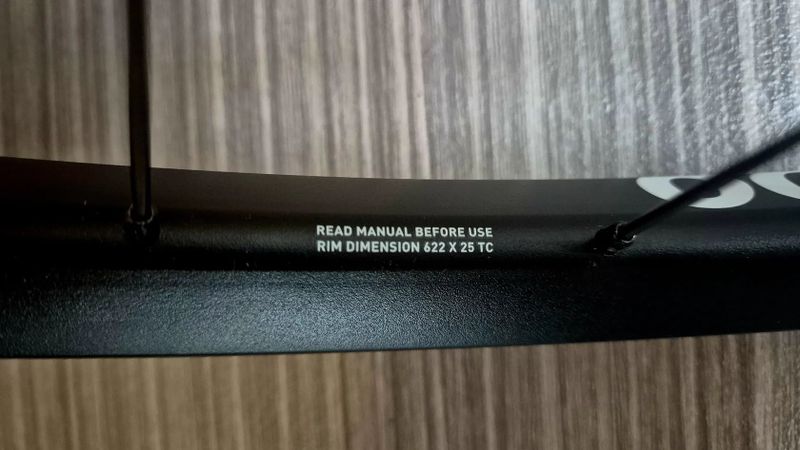 READ MANUAL BEFORE USE
RIM DIMENSION 622 X 25 TC